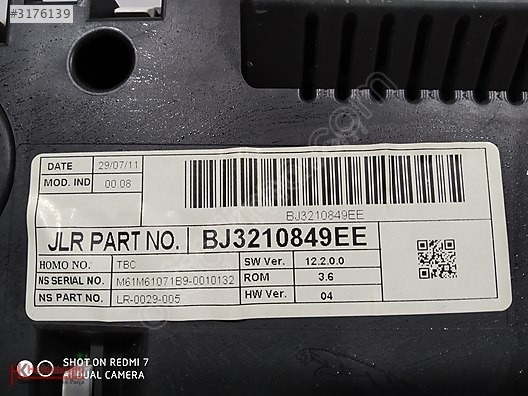 #3176139
DATE 29/07/11
MOD. IND 00.08
BJ3210849EE
JLR PART NO. BJ3210849EE
HOMO NO. TBC SW Ver. 12.2.0.0
NS SERIAL NO. M61M61071B9-0010132 ROM 3.6
NS PART NO. LR-0029-005 HW Ver. 04
SHOT ON REDMI 7
AI DUAL CAMERA